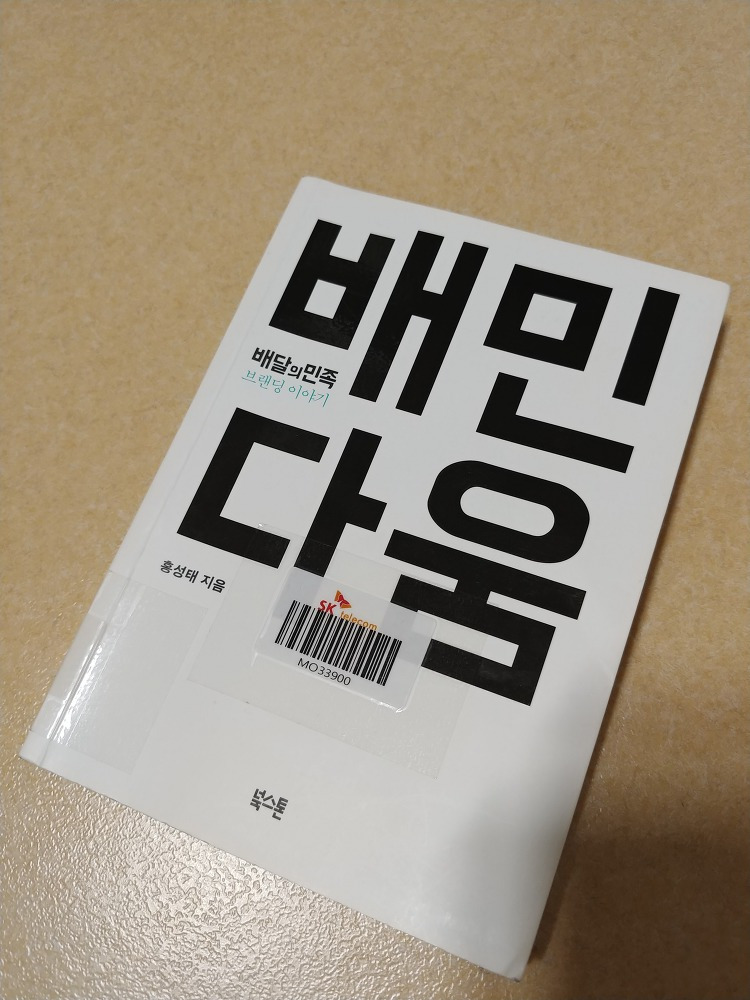 배민
배달의민족
브랜딩 이야기
다움
홍성태 지음
SK telecom
MO33900
북스톤